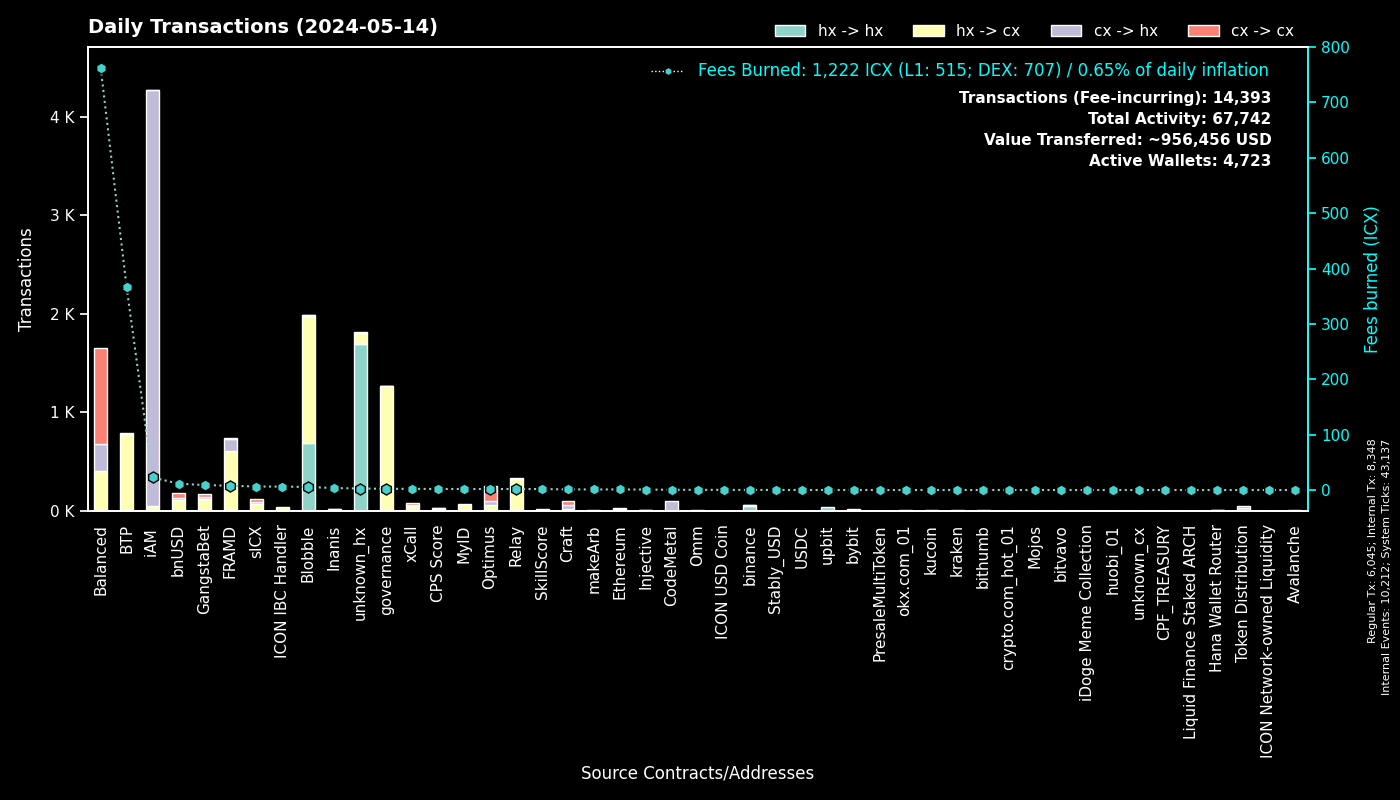 Daily Transactions (2024-05-14)
hx -> hx
hx -> cx
cx -> hx
cx -> cx
Fees Burned: 1,222 ICX (L1: 515; DEX: 707) / 0.65% of daily inflation
Transactions (Fee-incurring): 14,393
Total Activity: 67,742
Value Transferred: ~956,456 USD
Active Wallets: 4,723
Transactions
4 K
3 K
2 K
1 K
0 K
800
700
600
500
400
300
200
100
0
Fees burned (ICX)
Regular Tx: 6,045; Internal Tx: 8,348
Internal Events: 10,212; System Ticks: 43,137
Balanced
BTP
iAM
bnUSD
GangstaBet
FRAMD
sICX
ICON IBC Handler
Blobble
Inanis
unknown_hx
governance
xCall
CPS Score
MyID
Optimus
Relay
SkillScore
Craft
makeArb
Ethereum
Injective
CodeMetal
Omm
ICON USD Coin
binance
Stably_USD
USDC
upbit
bybit
PresaleMultiToken
okx.com_01
kucoin
kraken
bithumb
crypto.com_hot_01
Mojos
bitvavo
iDoge Meme Collection
huobi_01
unknown_cx
CPF_TREASURY
Liquid Finance Staked ARCH
Hana Wallet Router
Token Distribution
ICON Network-owned Liquidity
Avalanche
Source Contracts/Addresses